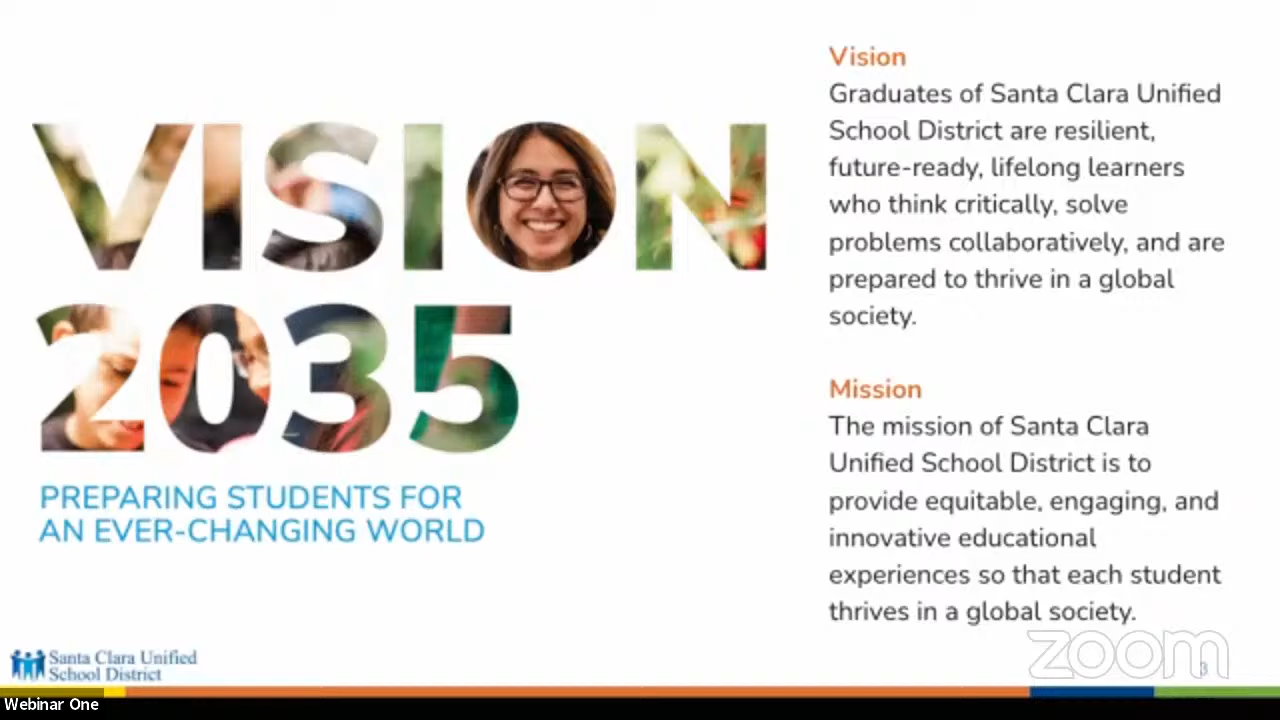 VISION
2035
PREPARING STUDENTS FOR
AN EVER-CHANGING WORLD
Vision
Graduates of Santa Clara Unified
School District are resilient,
future-ready, lifelong learners
who think critically, solve
problems collaboratively, and are
prepared to thrive in a global
society.
Mission
The mission of Santa Clara
Unified School District is to
provide equitable, engaging, and
innovative educational
experiences so that each student
thrives in a global society.
zoom
3
Santa Clara Unified
School District
Webinar One